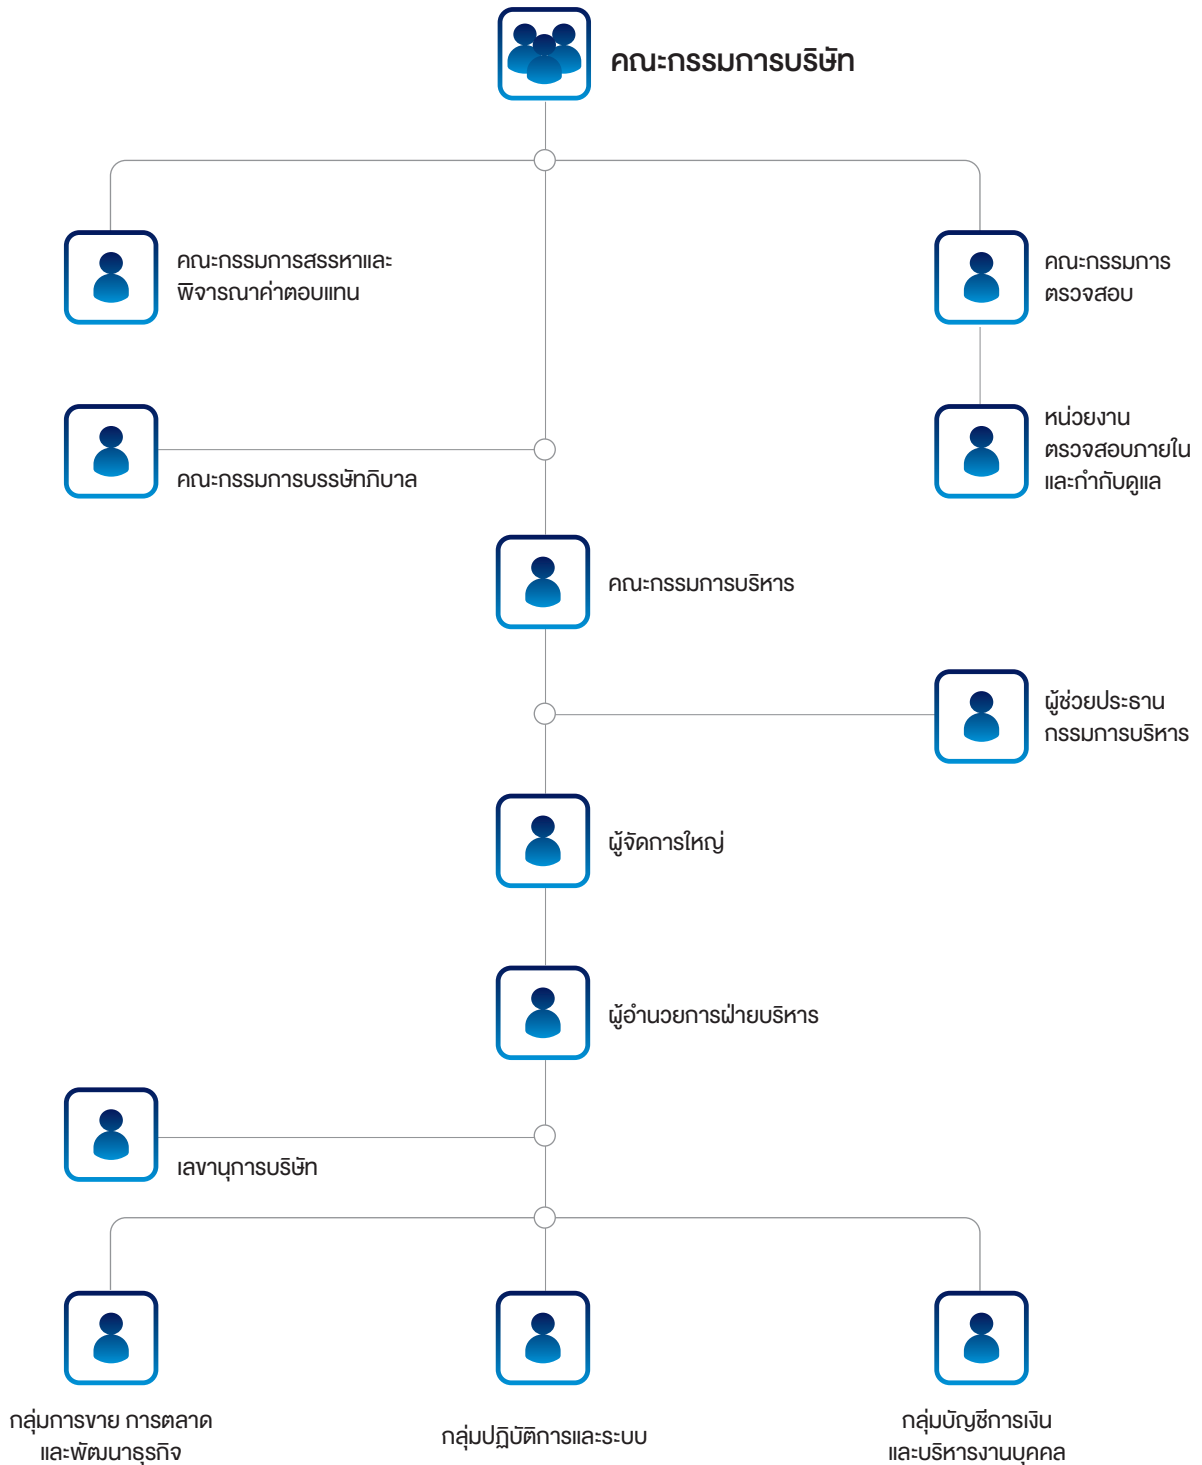 คณะกรรมการบริษัท
คณะกรรมการสรรหาและ
พิจารณาค่าตอบแทน
คณะกรรมการ
ตรวจสอบ
คณะกรรมการบรรษัทภิบาล
หน่วยงาน
ตรวจสอบภายใน
และกำกับดูแล
คณะกรรมการบริหาร
ผู้ช่วยประธาน
กรรมการบริหาร
ผู้จัดการใหญ่
ผู้อำนวยการฝ่ายบริหาร
เลขานุการบริษัท
กลุ่มการขาย การตลาด
และพัฒนาธุรกิจ
กลุ่มปฏิบัติการและระบบ
กลุ่มบัญชีการเงิน
และบริหารงานบุคคล